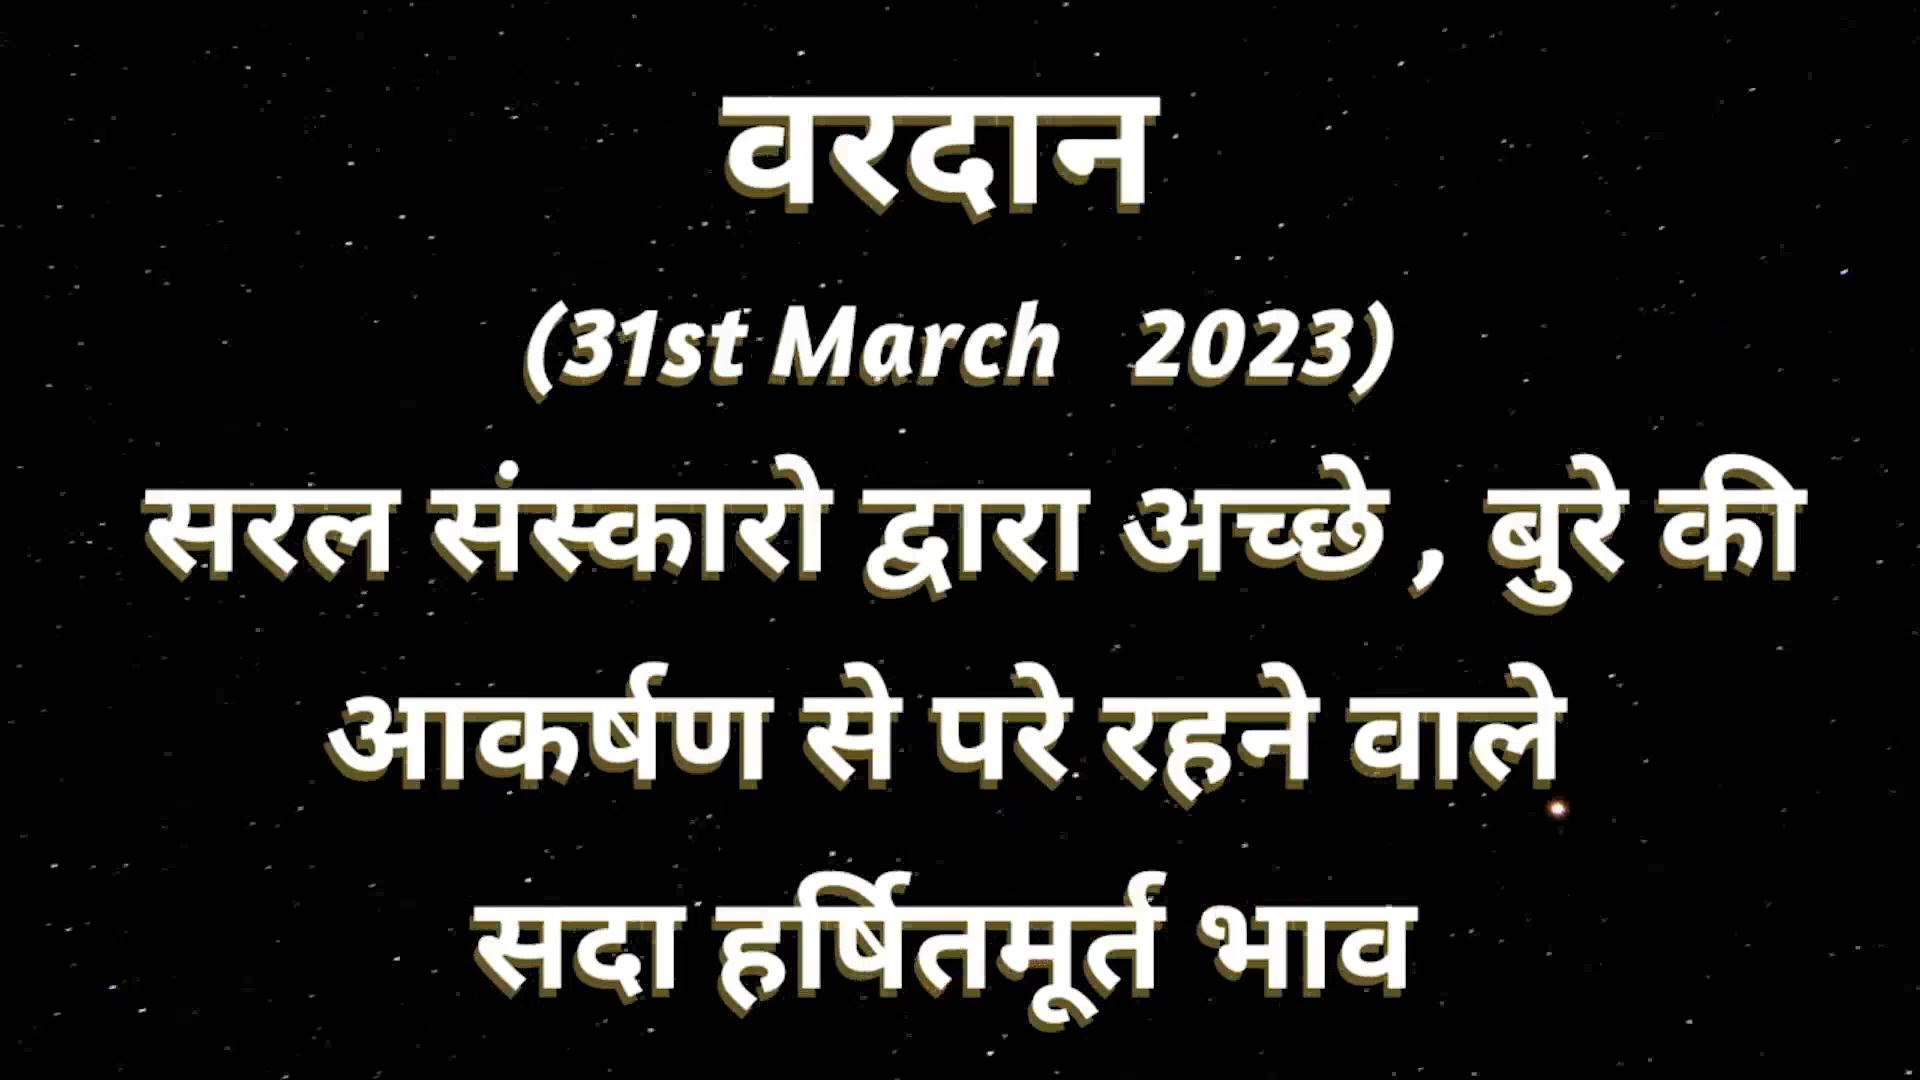 वरदान
(31st March 2023)
सरल संस्कारो द्वारा अच्छे , बुरे की
आकर्षण से परे रहने वाले
सदा हर्षितमूर्त भाव